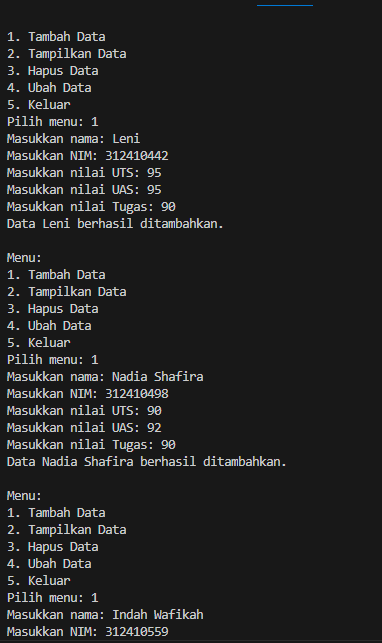 1. Tambah Data
2. Tampilkan Data
3. Hapus Data
4. Ubah Data
5. Keluar
Pilih menu: 1
Masukkan nama: Leni
Masukkan NIM: 312410442
Masukkan nilai UTS: 95
Masukkan nilai UAS: 95
Masukkan nilai Tugas: 90
Data Leni berhasil ditambahkan.

Menu:
1. Tambah Data
2. Tampilkan Data
3. Hapus Data
4. Ubah Data
5. Keluar
Pilih menu: 1
Masukkan nama: Nadia Shafira
Masukkan NIM: 312410498
Masukkan nilai UTS: 90
Masukkan nilai UAS: 92
Masukkan nilai Tugas: 90
Data Nadia Shafira berhasil ditambahkan.

Menu:
1. Tambah Data
2. Tampilkan Data
3. Hapus Data
4. Ubah Data
5. Keluar
Pilih menu: 1
Masukkan nama: Indah Wafikah
Masukkan NIM: 312410559